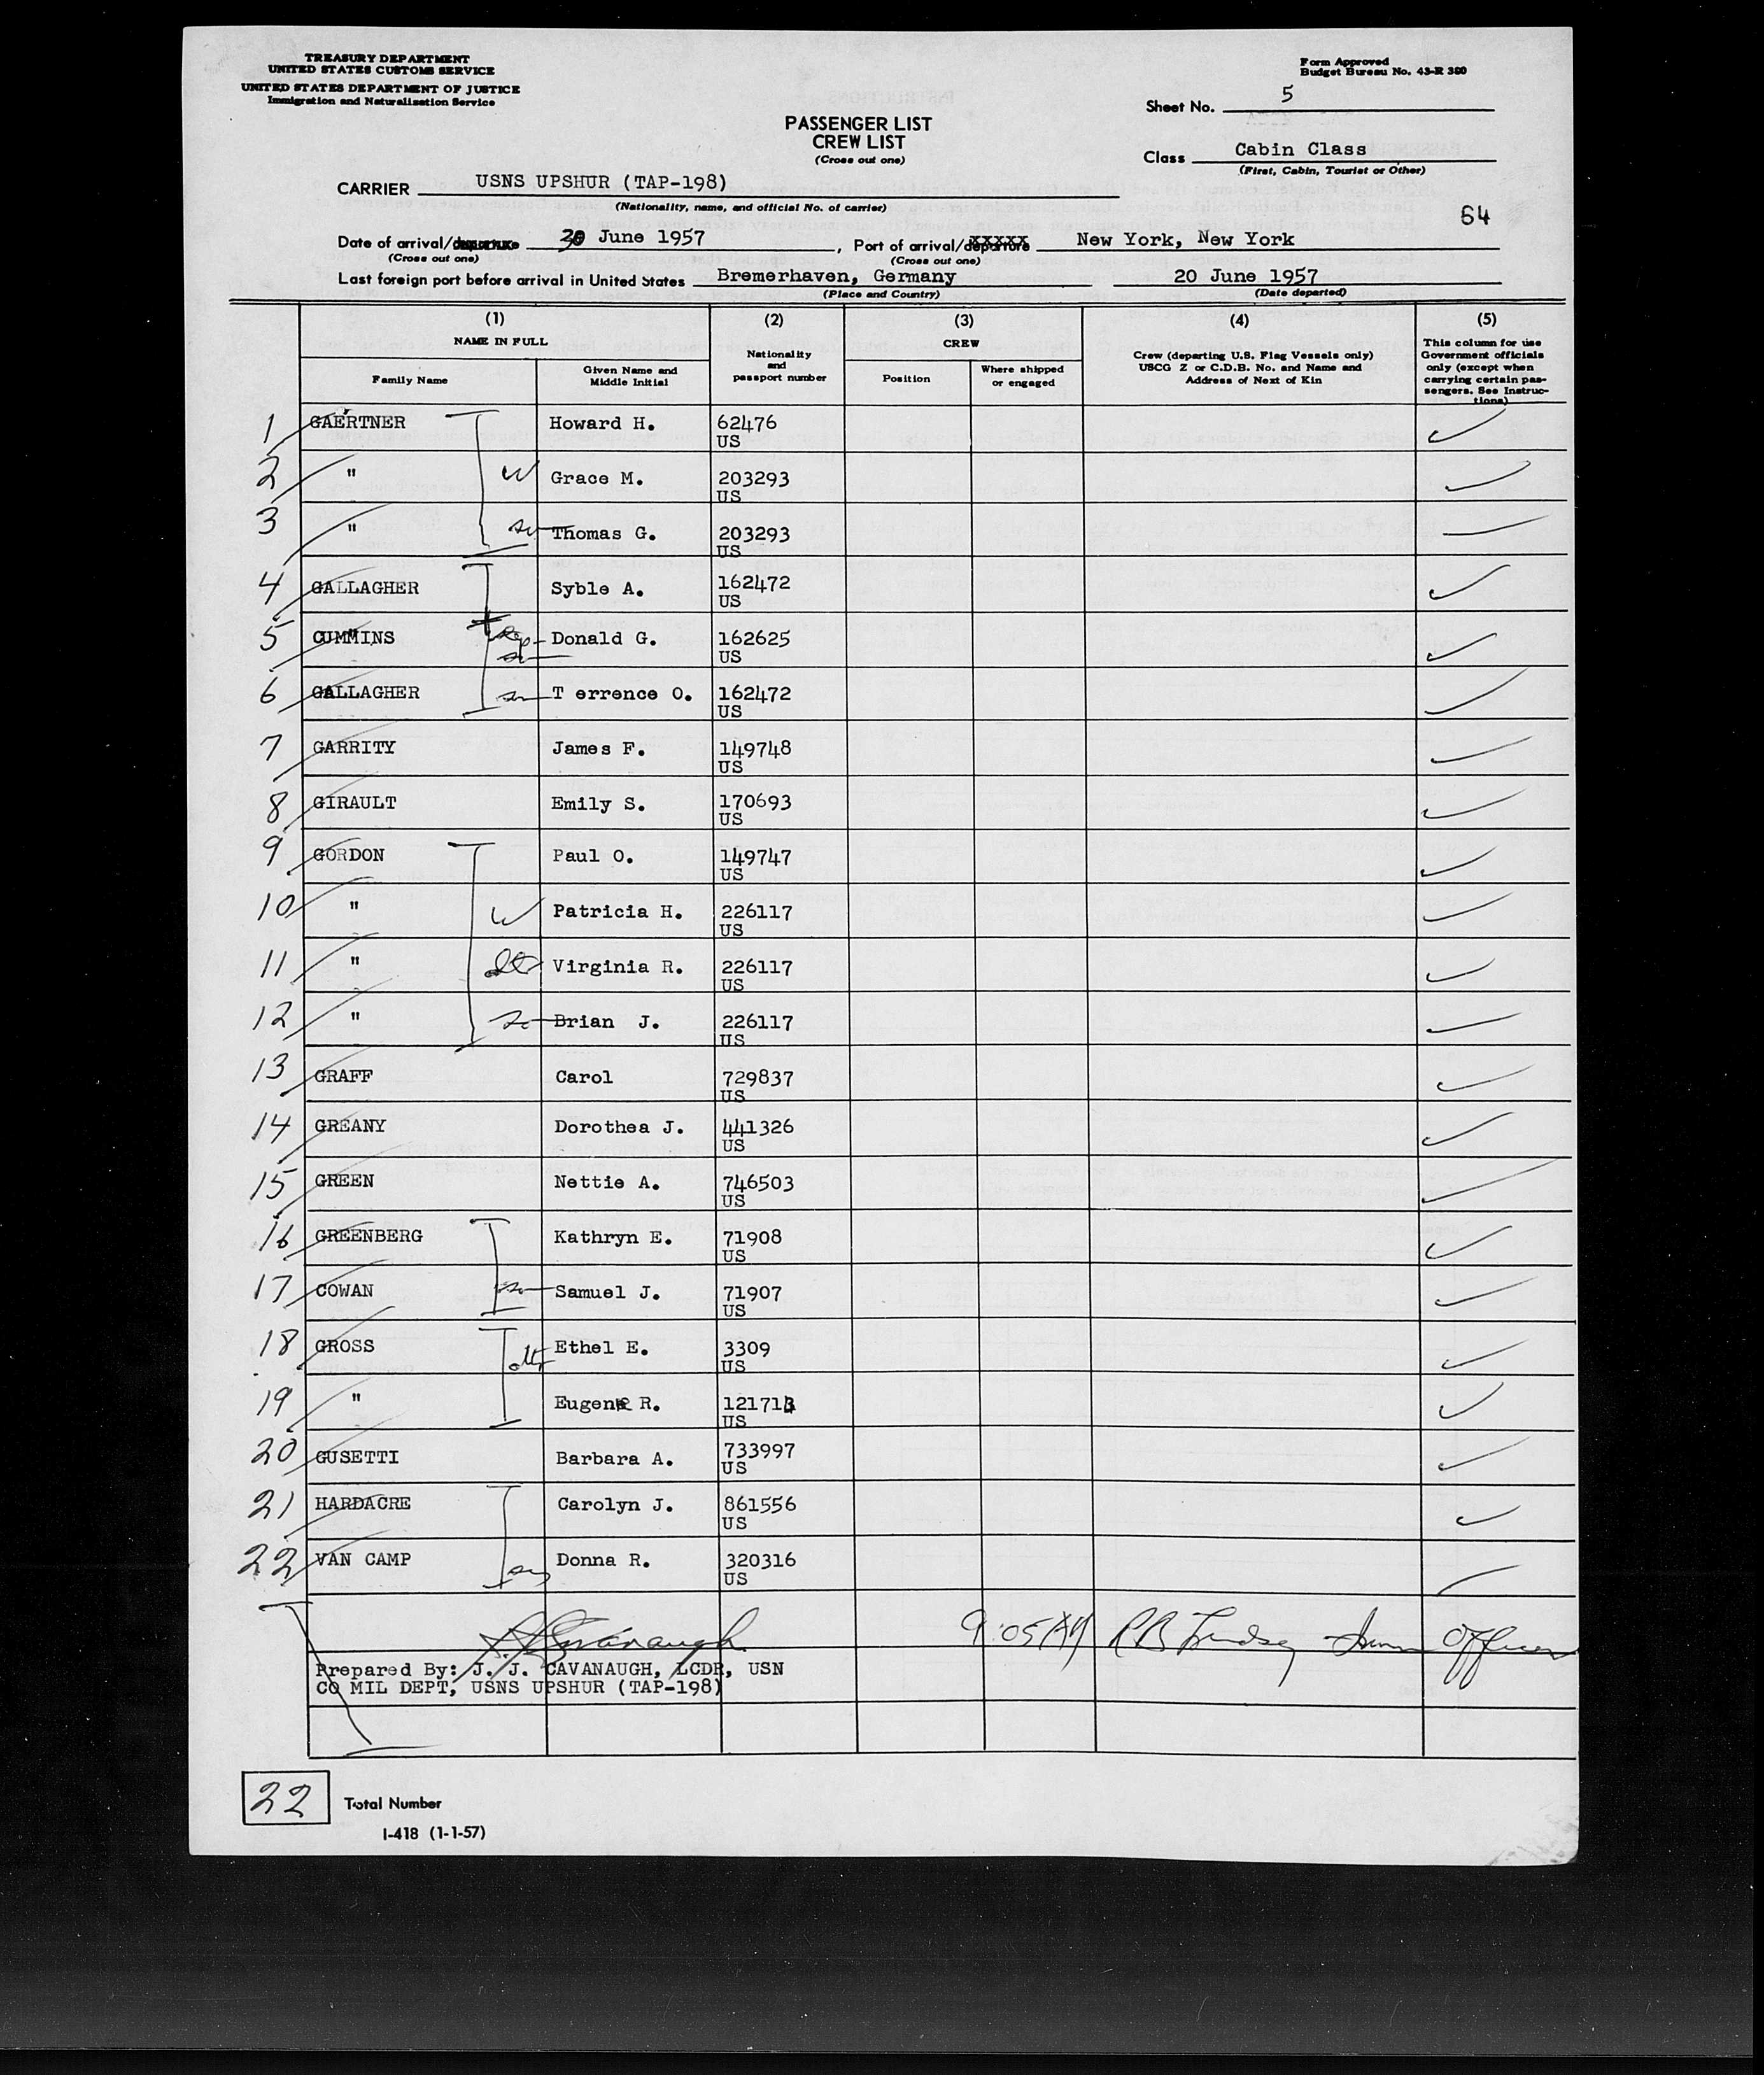 TREASURY DEPARTMENT
UNITED STATES CUSTOMS SERVICE
UNITED STATES DEPARTMENT OF JUSTICE
Immigration and Naturalization Service
Form Approved
Budget Bureau No. 43-R 380
Sheet No. 5
PASSENGER LIST
CREW LIST
(Cross out one)
Class Cabin Class
(First, Cabin, Tourist or Other)
CARRIER USNS UPSHUR (TAP-198)
(Nationality, name, and official No. of carrier)
64
Date of arrival/departure 30 June 1957, Port of arrival/departure New York, New York
(Cross out one) (Cross out one)
Last foreign port before arrival in United States Bremerhaven, Germany 20 June 1957
(Place and Country) (Date departed)
(1) (2) (3) (4) (5)
NAME IN FULL
Family Name
Given Name and Middle Initial
Nationality and passport number
CREW
Position
Where shipped or engaged
Crew (departing U.S. Flag Vessels only) USCG Z or C.D.B. No. and Name and Address of Next of Kin
This column for use Government officials only (except when carrying certain passengers. See Instructions)
1 GAERTNER Howard H. 62476 US
2 " W Grace M. 203293 US
3 " Thomas G. 203293 US
4 GALLAGHER Syble A. 162472 US
5 CUMMINS Donald G. 162625 US
6 GALLAGHER T errence O. 162472 US
7 GARRITY James F. 149748 US
8 GIRAULT Emily S. 170693 US
9 GORDON Paul O. 149747 US
10 " W Patricia H. 226117 US
11 " Virginia R. 226117 US
12 " Brian J. 226117 US
13 GRAFF Carol 729837 US
14 GREANY Dorothea J. 441326 US
15 GREEN Nettie A. 746503 US
16 GREENBERG Kathryn E. 71908 US
17 COWAN Samuel J. 71907 US
18 GROSS Ethel E. 3309 US
19 " R. US
20 GUSETTI Barbara A. 733997 US
21 HARDACRE Carolyn J. 861556 US
22 VAN CAMP Donna R. 320316 US
9:05 AM Officer
Prepared By: J. J. CAVANAUGH, LCDR, USN
CO MIL DEPT, USNS UPSHUR (TAP-198)
22 Total Number
I-418 (1-1-57)